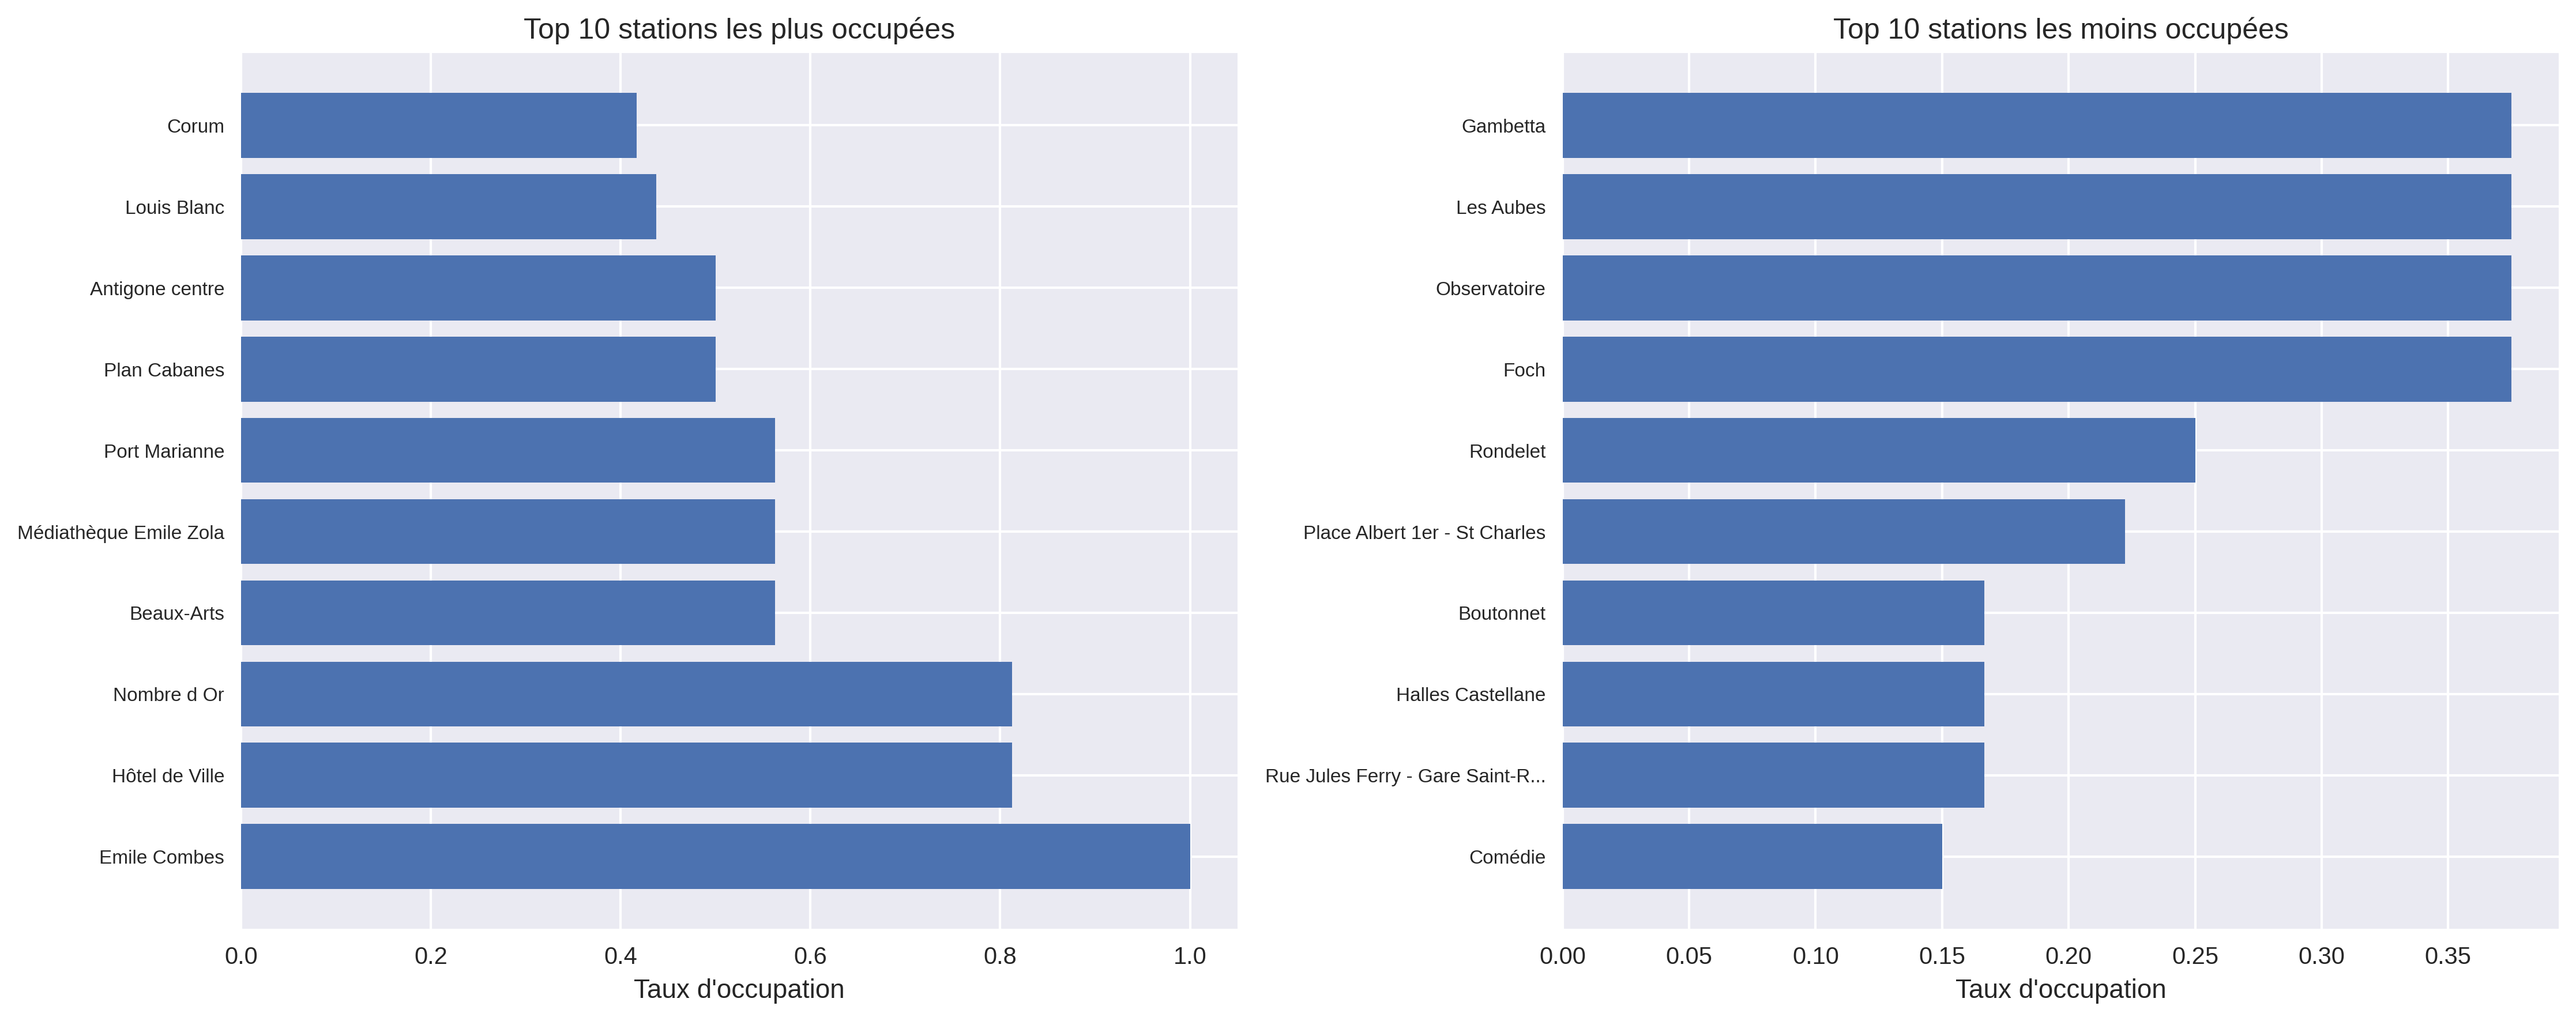 Top 10 stations les plus occupées
Corum
Louis Blanc
Antigone centre
Plan Cabanes
Port Marianne
Médiathèque Emile Zola
Beaux-Arts
Nombre d Or
Hôtel de Ville
Emile Combes
0.0 0.2 0.4 0.6 0.8 1.0
Taux d'occupation
Top 10 stations les moins occupées
Gambetta
Les Aubes
Observatoire
Foch
Rondelet
Place Albert 1er - St Charles
Boutonnet
Halles Castellane
Rue Jules Ferry - Gare Saint-R...
Comédie
0.00 0.05 0.10 0.15 0.20 0.25 0.30 0.35
Taux d'occupation